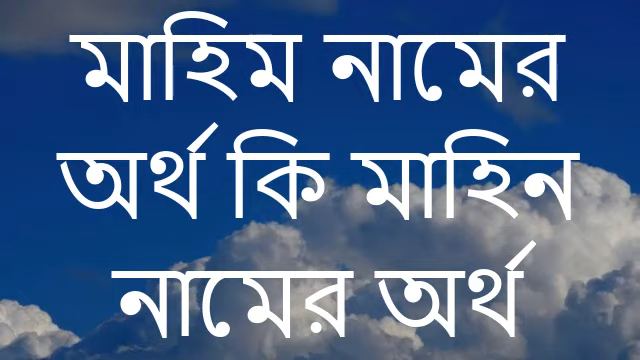 মাহিম নামের
অর্থ কি মাহিন
নামের অর্থ